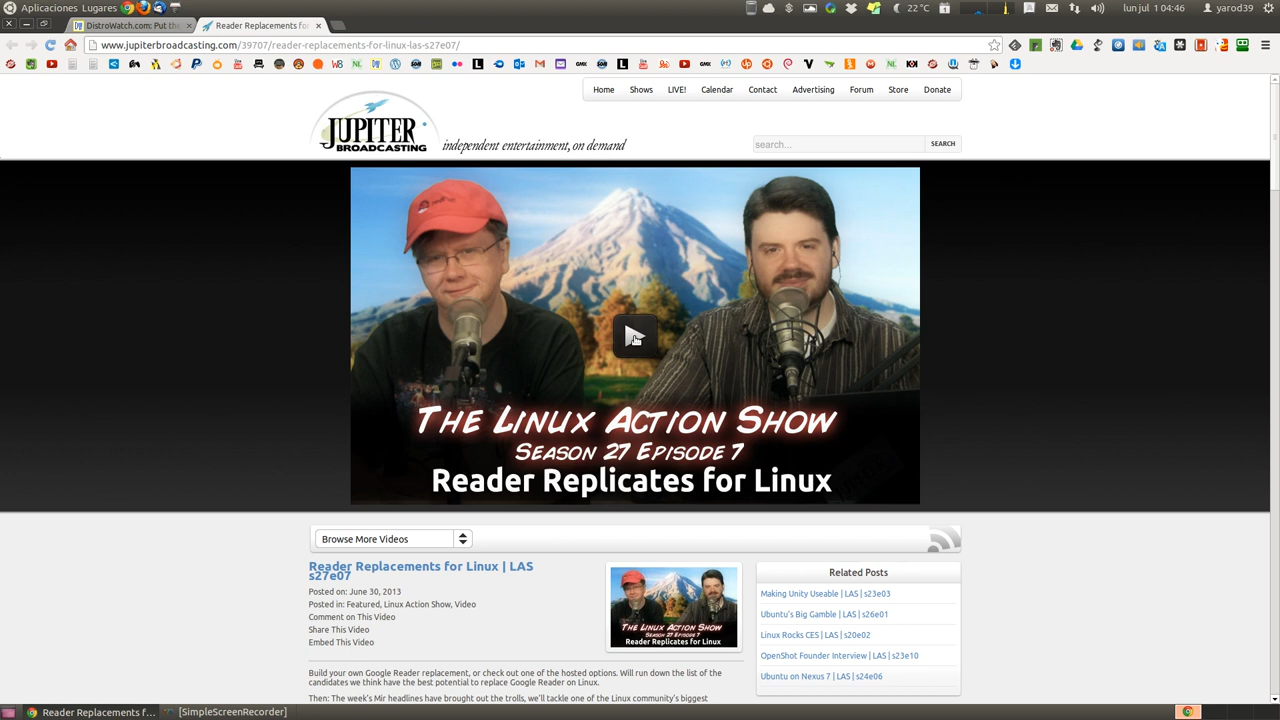 Aplicaciones Lugares
22°C
lun jul 1 04:46
yarod39
DistroWatch.com: Put the
Reader Replacements fo
www.jupiterbroadcasting.com/39707/reader-replacements-for-linux-las-s27e07/
Home Shows LIVE! Calendar Contact Advertising Forum Store Donate
JUPITER
BROADCASTING
independent entertainment, on demand
search...
SEARCH
The Linux Action Show
Season 27 Episode 7
Reader Replicates for Linux
Browse More Videos
Reader Replacements for Linux | LAS
s27e07
Posted on: June 30, 2013
Posted in: Featured, Linux Action Show, Video
Comment on This Video
Share This Video
Embed This Video
The Linux Action Show
Season 27 Episode 7
Reader Replicates for Linux
Related Posts
Making Unity Useable | LAS | s23e03
Ubuntu's Big Gamble | LAS | s26e01
Linux Rocks CES | LAS | s20e02
OpenShot Founder Interview | LAS | s23e10
Ubuntu on Nexus 7 | LAS | s24e06
Build your own Google Reader replacement, or check out one of the hosted options. Will run down the list of the
candidates we think have the best potential to replace Google Reader on Linux.
Then: The week's Mir headlines have brought out the trolls, we'll tackle one of the Linux community's biggest
Reader Replacements f...
[SimpleScreenRecorder]